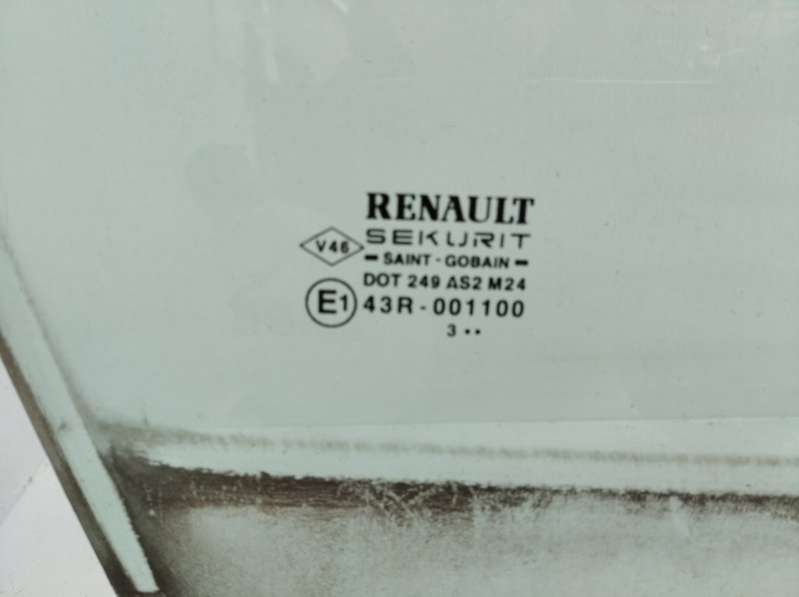 RENAULT
V46
SEKURIT
SAINT - GOBAIN
DOT 249 AS2 M24
E1 43R - 001100
3 ••